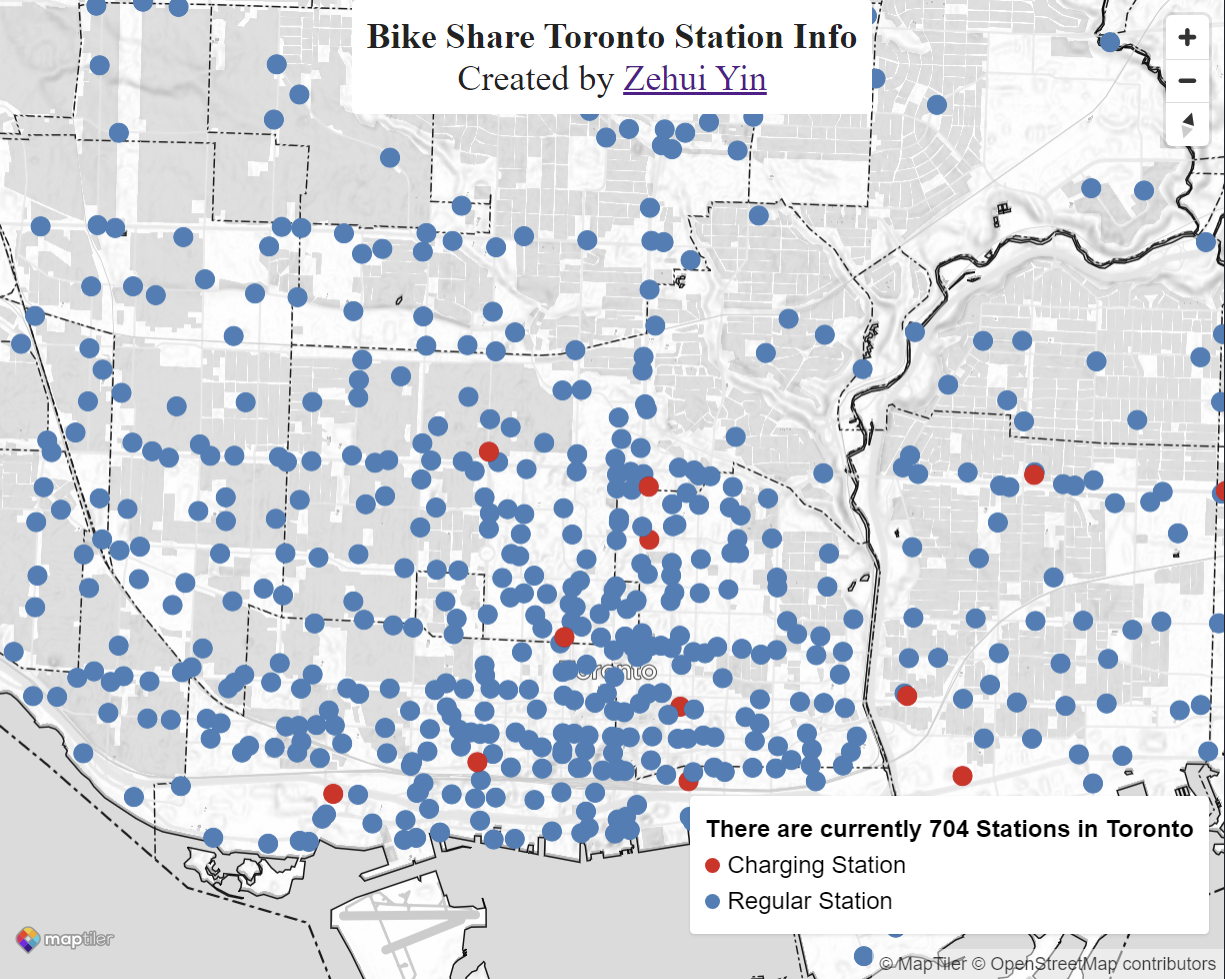 Bike Share Toronto Station Info
Created by Zehui Yin
There are currently 704 Stations in Toronto
Charging Station
Regular Station
maptiler
© MapTiler © OpenStreetMap contributors